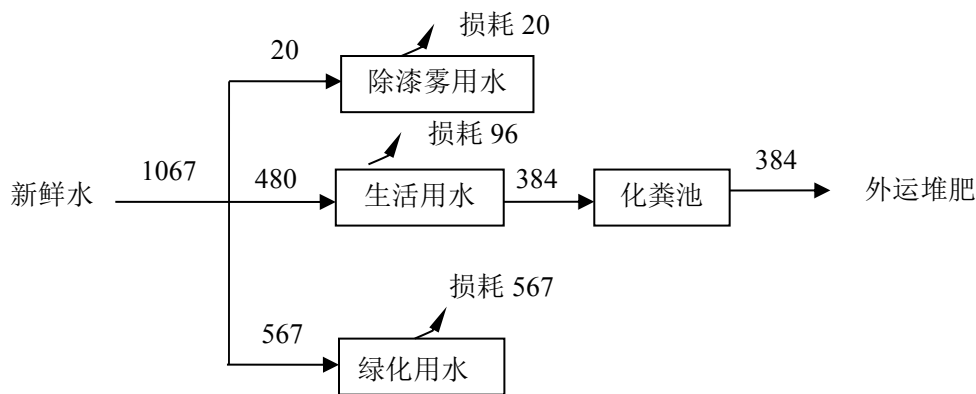 损耗 20
20
除漆雾用水
损耗 96
1067
480
384
384
新鲜水
生活用水
化粪池
外运堆肥
损耗 567
567
绿化用水